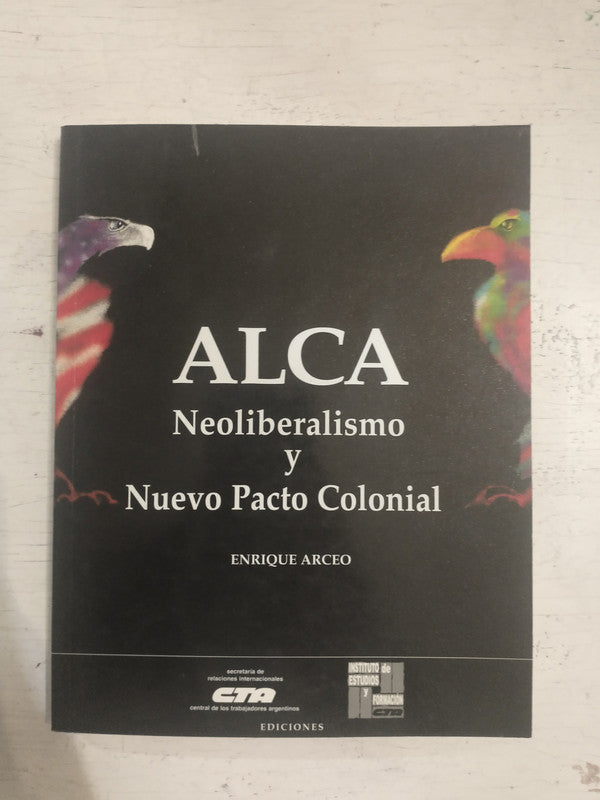 ALCA
Neoliberalismo
y
Nuevo Pacto Colonial
ENRIQUE ARCEO
secretaría de
relaciones internacionales
CTA
central de los trabajadores argentinos
INSTITUTO de
ESTUDIOS
y
FORMACIÓN
CTA
EDICIONES